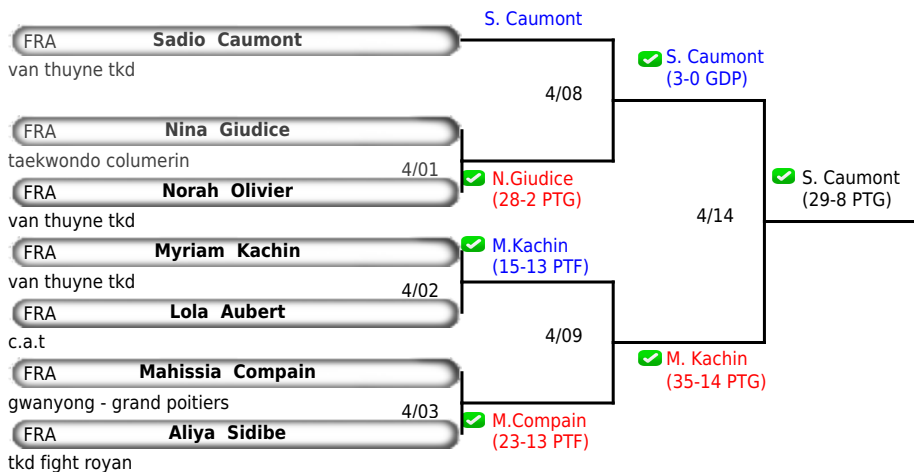 S. Caumont
FRA Sadio Caumont
van thuyne tkd
S. Caumont
(3-0 GDP)
4/08
FRA Nina Giudice
taekwondo columerin
4/01
N.Giudice
(28-2 PTG)
FRA Norah Olivier
van thuyne tkd
S. Caumont
(29-8 PTG)
4/14
FRA Myriam Kachin
van thuyne tkd
M.Kachin
(15-13 PTF)
4/02
FRA Lola Aubert
c.a.t
4/09
M. Kachin
(35-14 PTG)
FRA Mahissia Compain
gwanyong - grand poitiers
4/03
M.Compain
(23-13 PTF)
FRA Aliya Sidibe
tkd fight royan